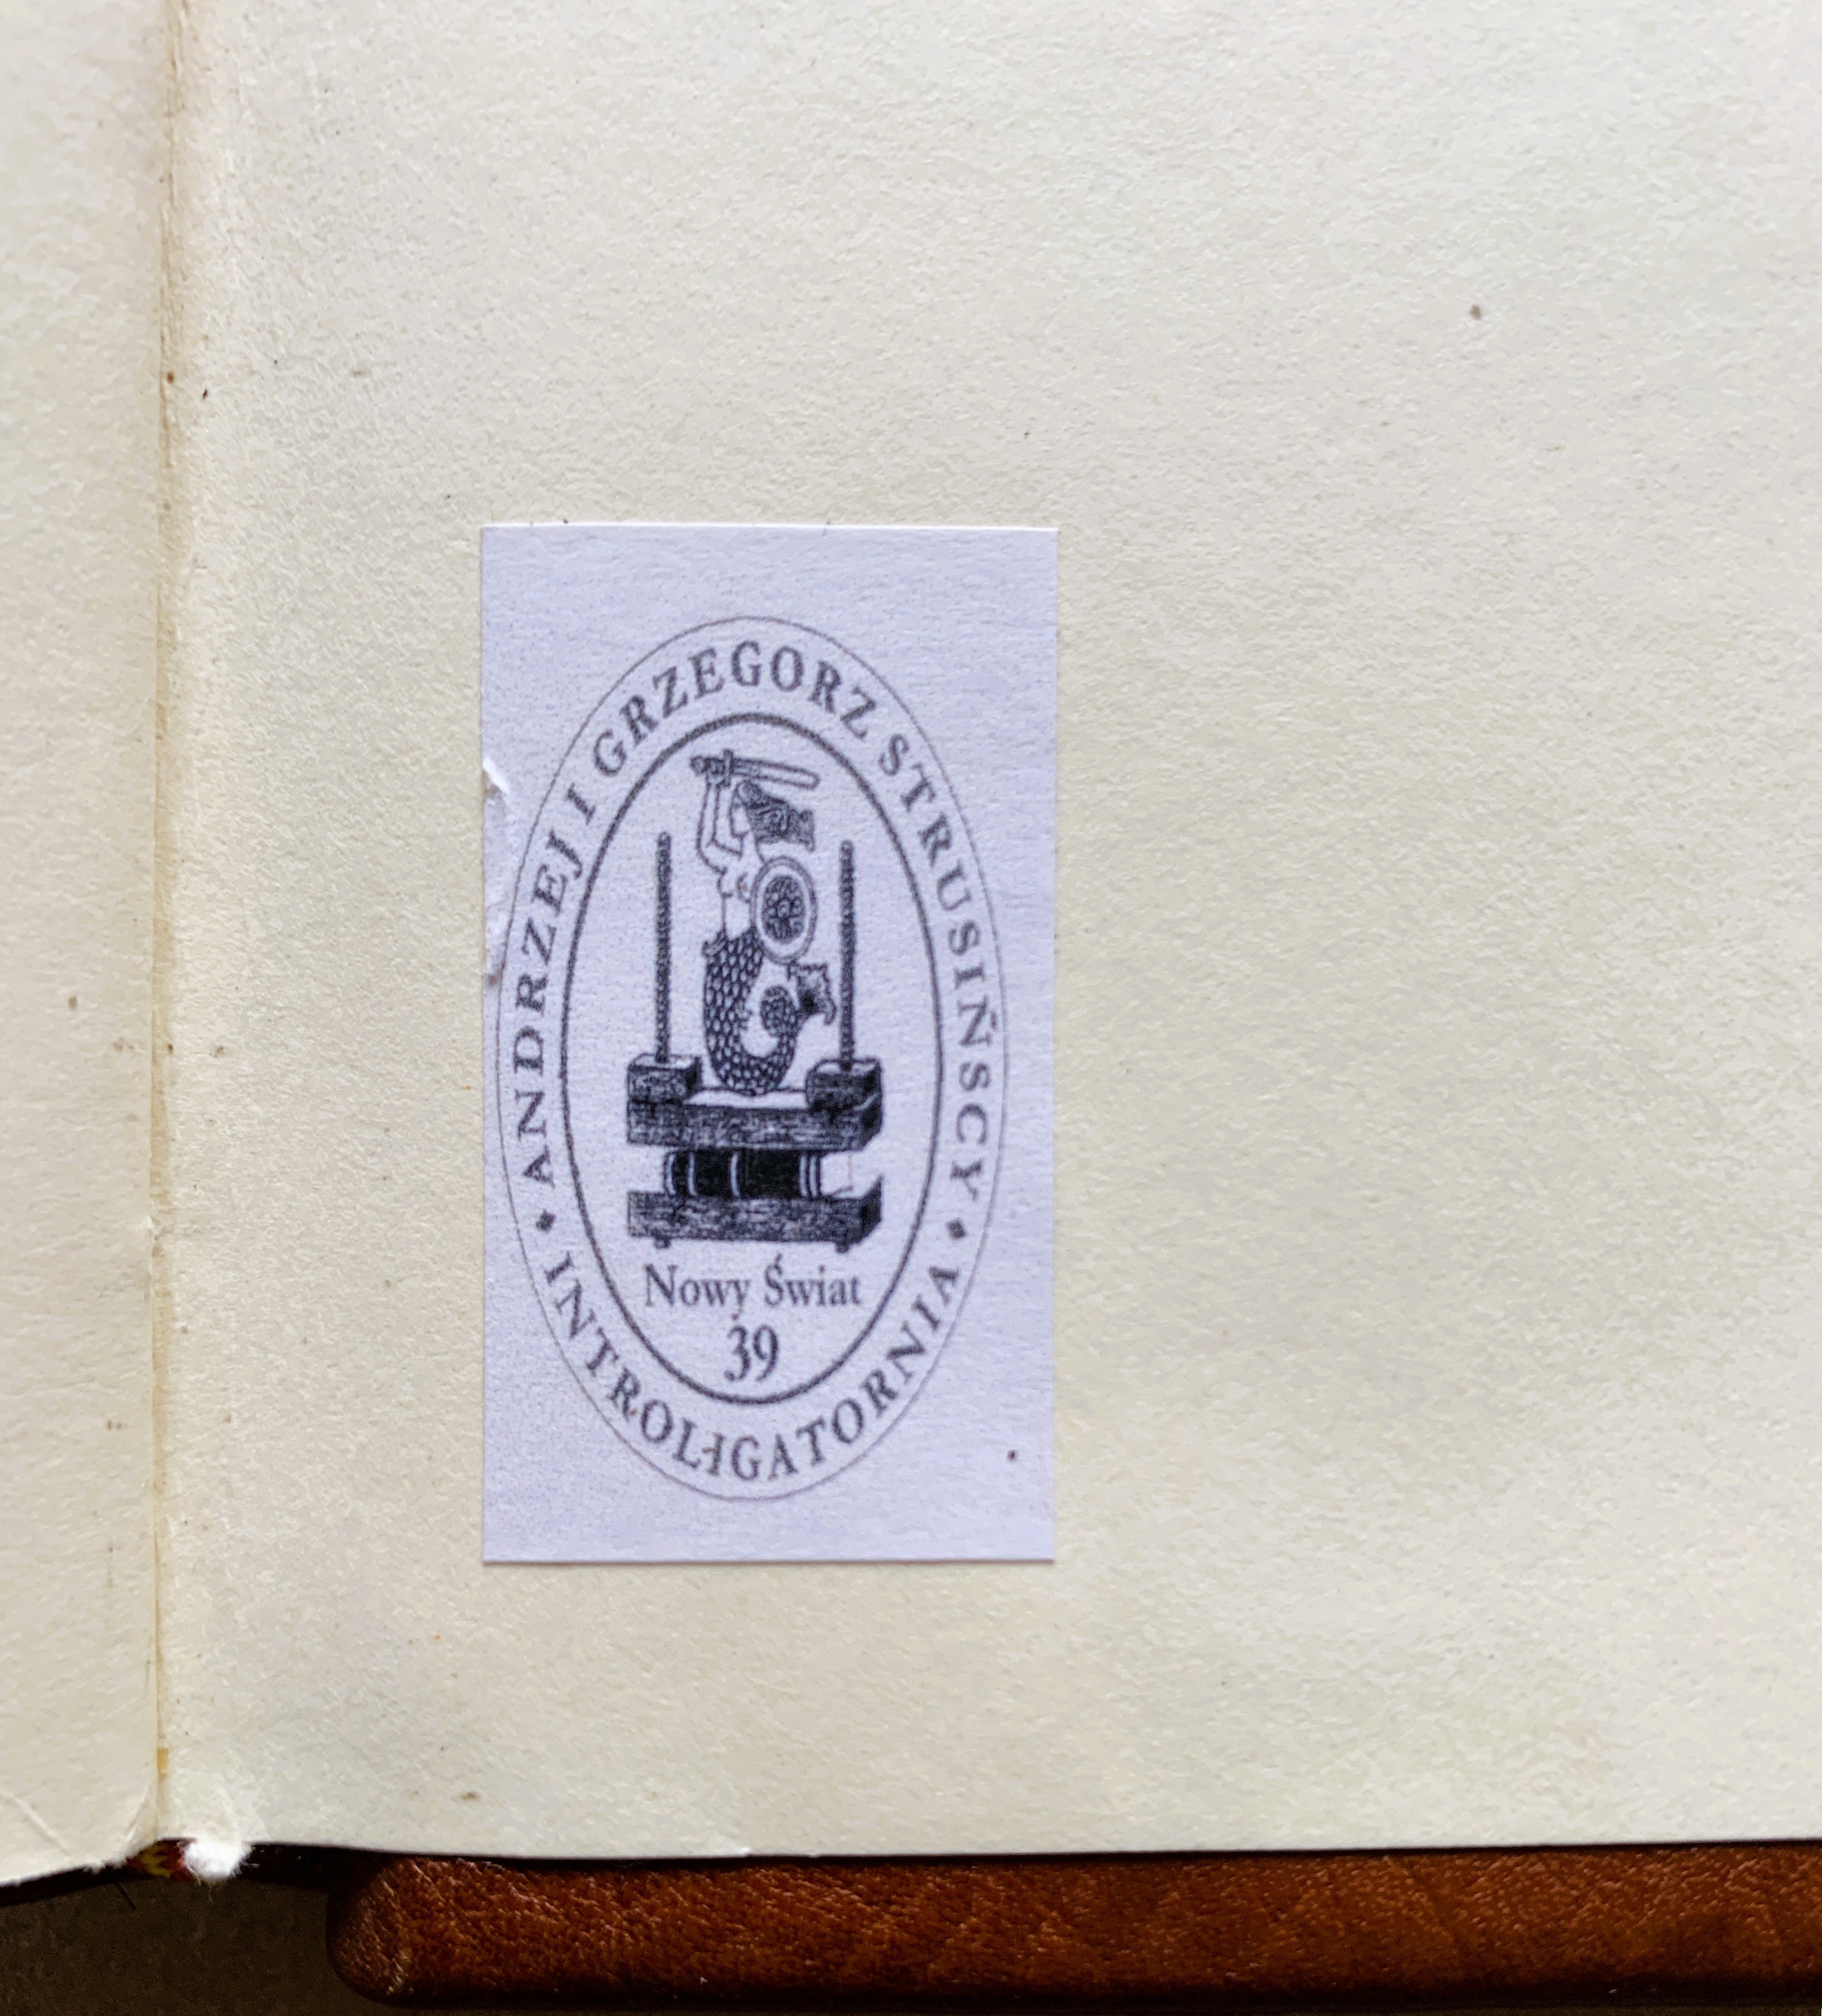 ANDRZEJ I GRZEGORZ STRUSIŃSCY
Nowy Świat
39
INTROLIGATORNIA